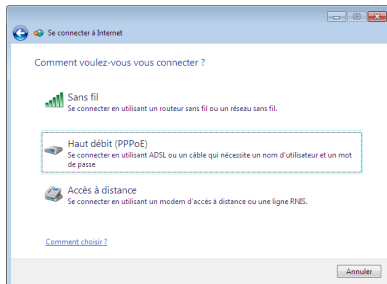 Se connecter à Internet
Comment voulez-vous vous connecter ?
Sans fil
Se connecter en utilisant un routeur sans fil ou un réseau sans fil.
Haut débit (PPPoE)
Se connecter en utilisant ADSL ou un câble qui nécessite un nom d'utilisateur et un mot
de passe
Accès à distance
Se connecter en utilisant un modem d'accès à distance ou une ligne RNIS.
Comment choisir ?
Annuler